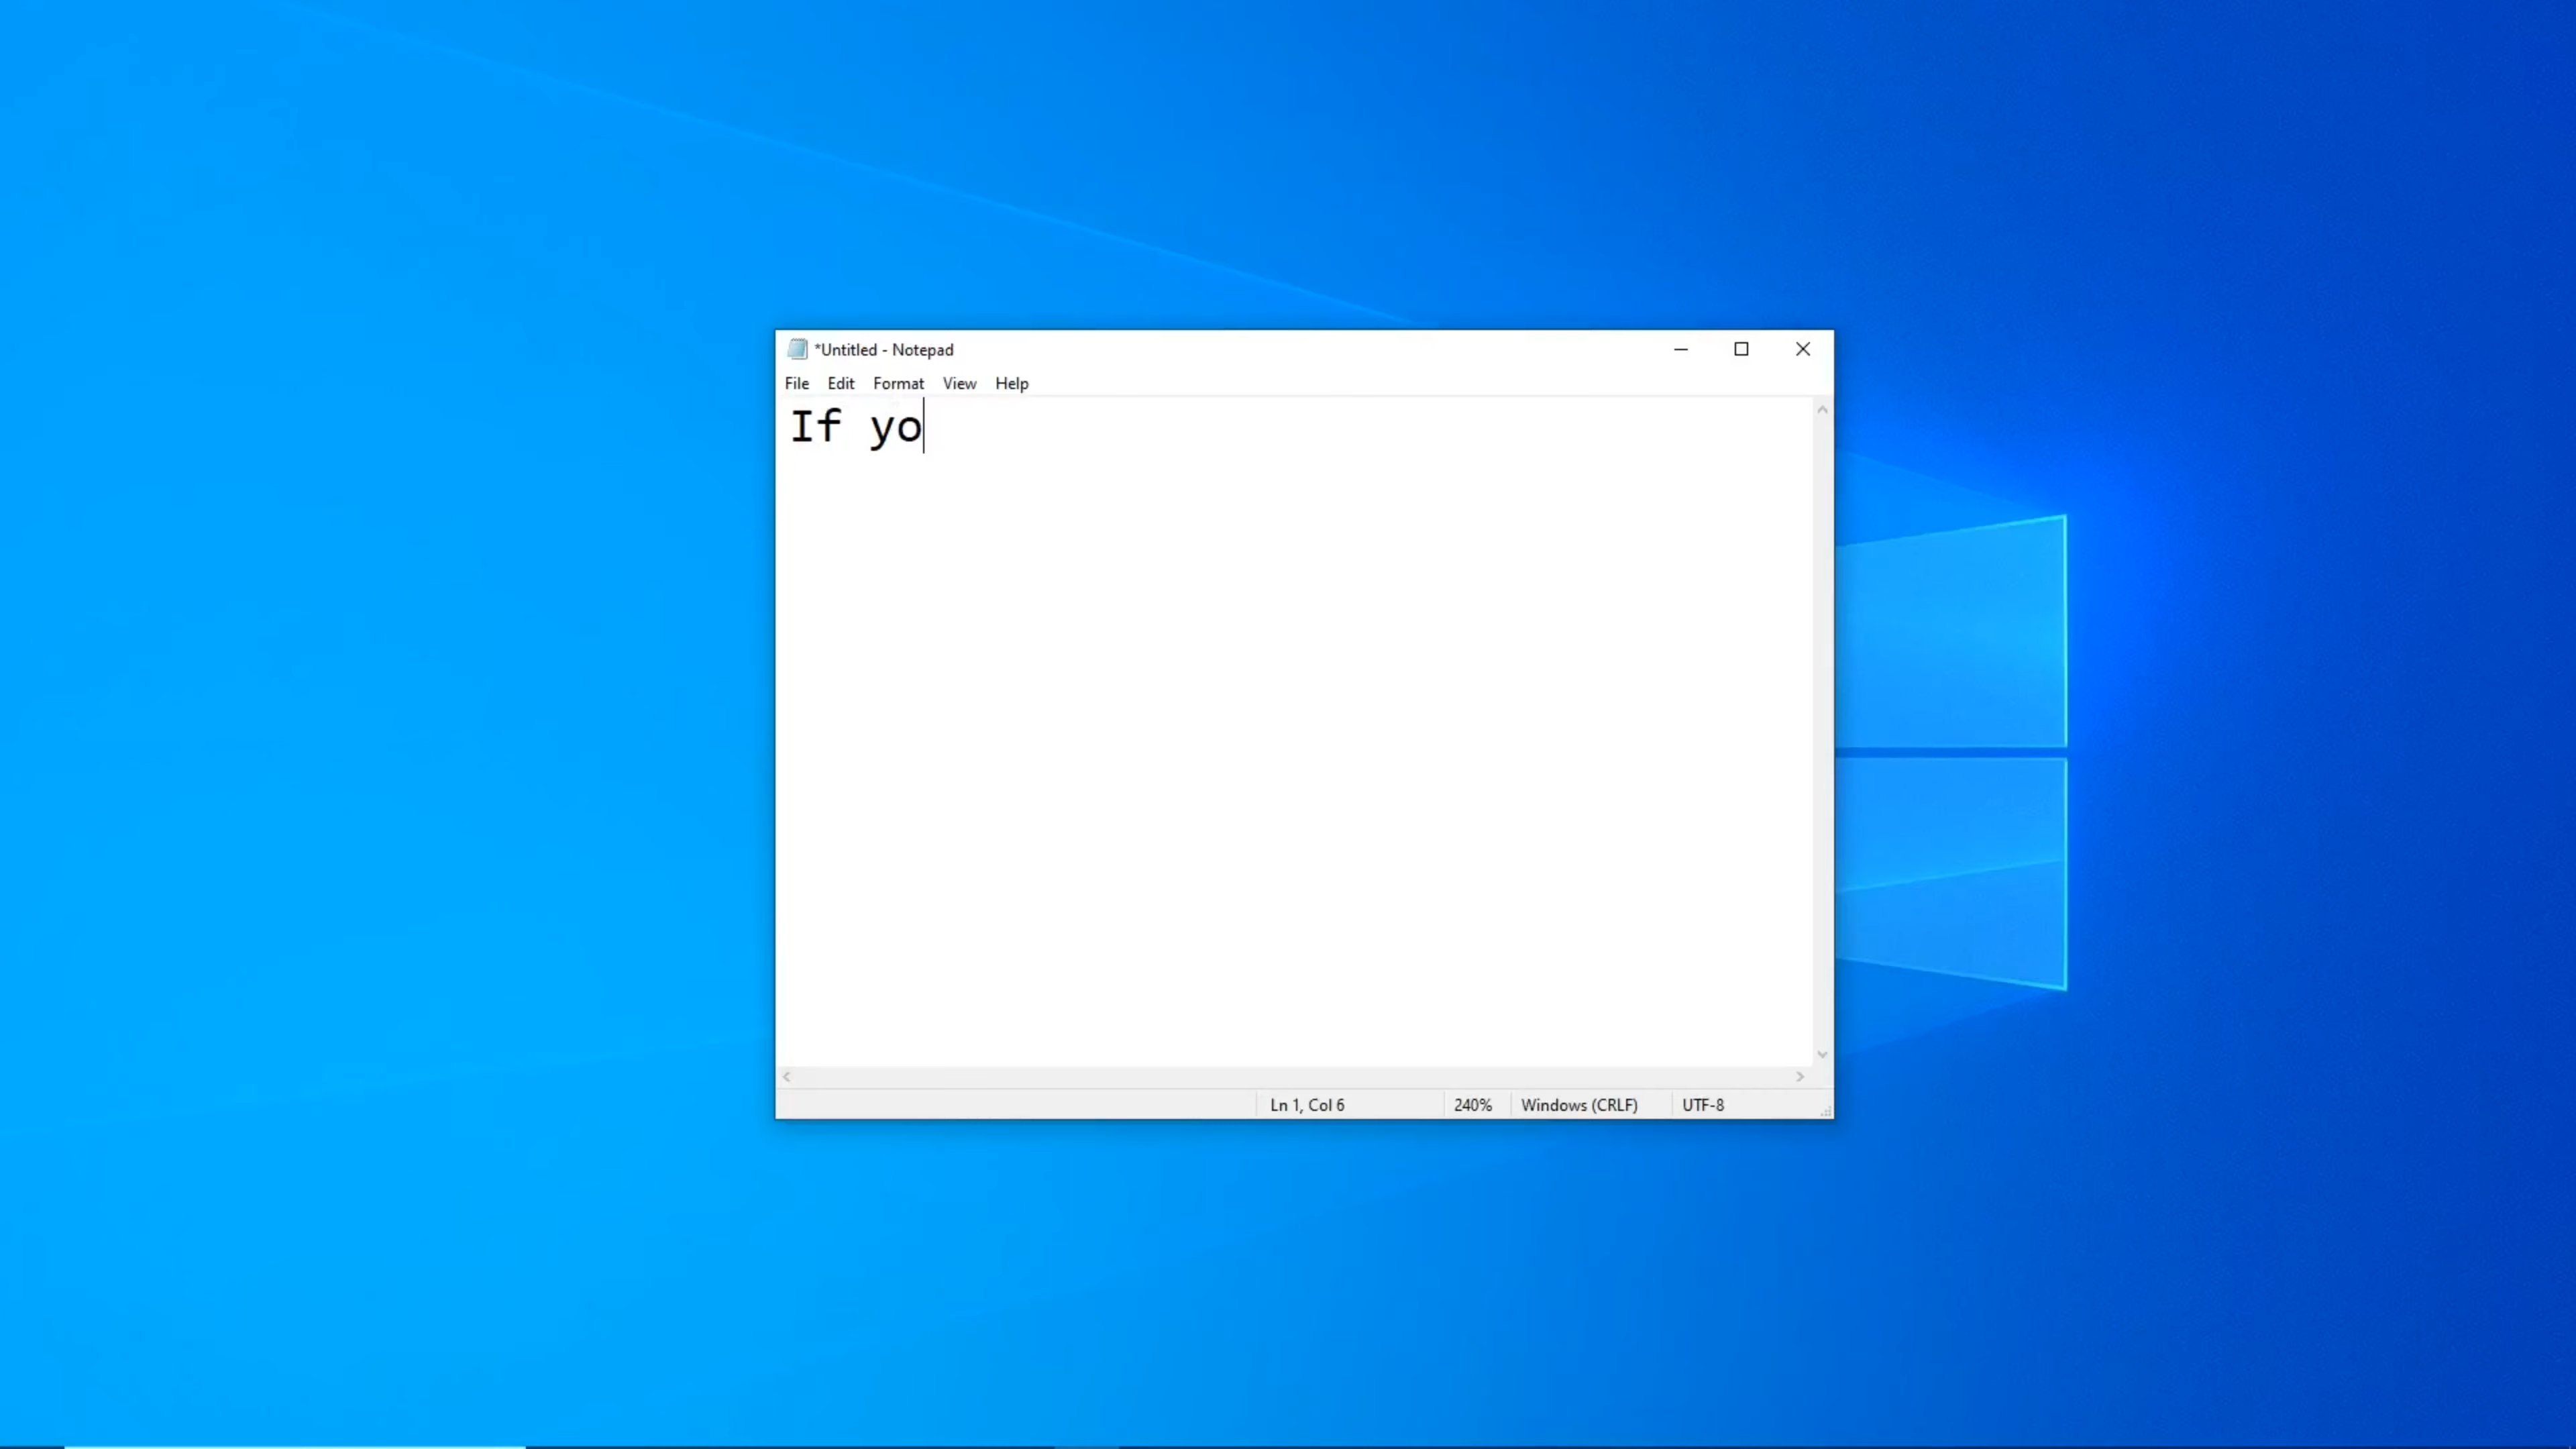 *Untitled - Notepad
File Edit Format View Help
If yo
Ln 1, Col 6 240% Windows (CRLF) UTF-8